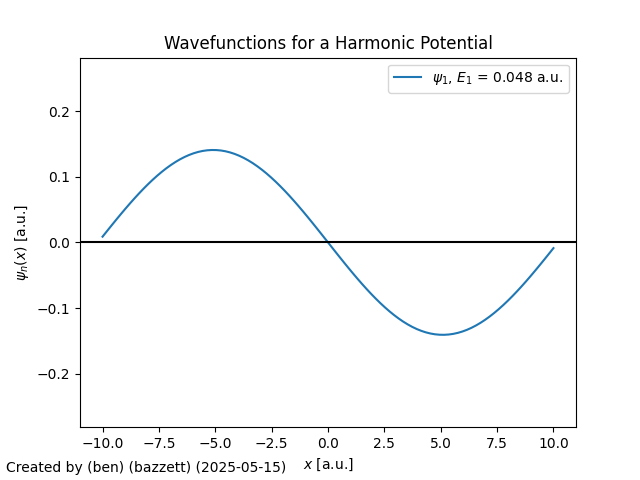 Wavefunctions for a Harmonic Potential
ψ₁, E₁ = 0.048 a.u.
ψₙ(x) [a.u.]
0.2
0.1
0.0
−0.1
−0.2
−10.0 −7.5 −5.0 −2.5 0.0 2.5 5.0 7.5 10.0
x [a.u.]
Created by (ben) (bazzett) (2025-05-15)